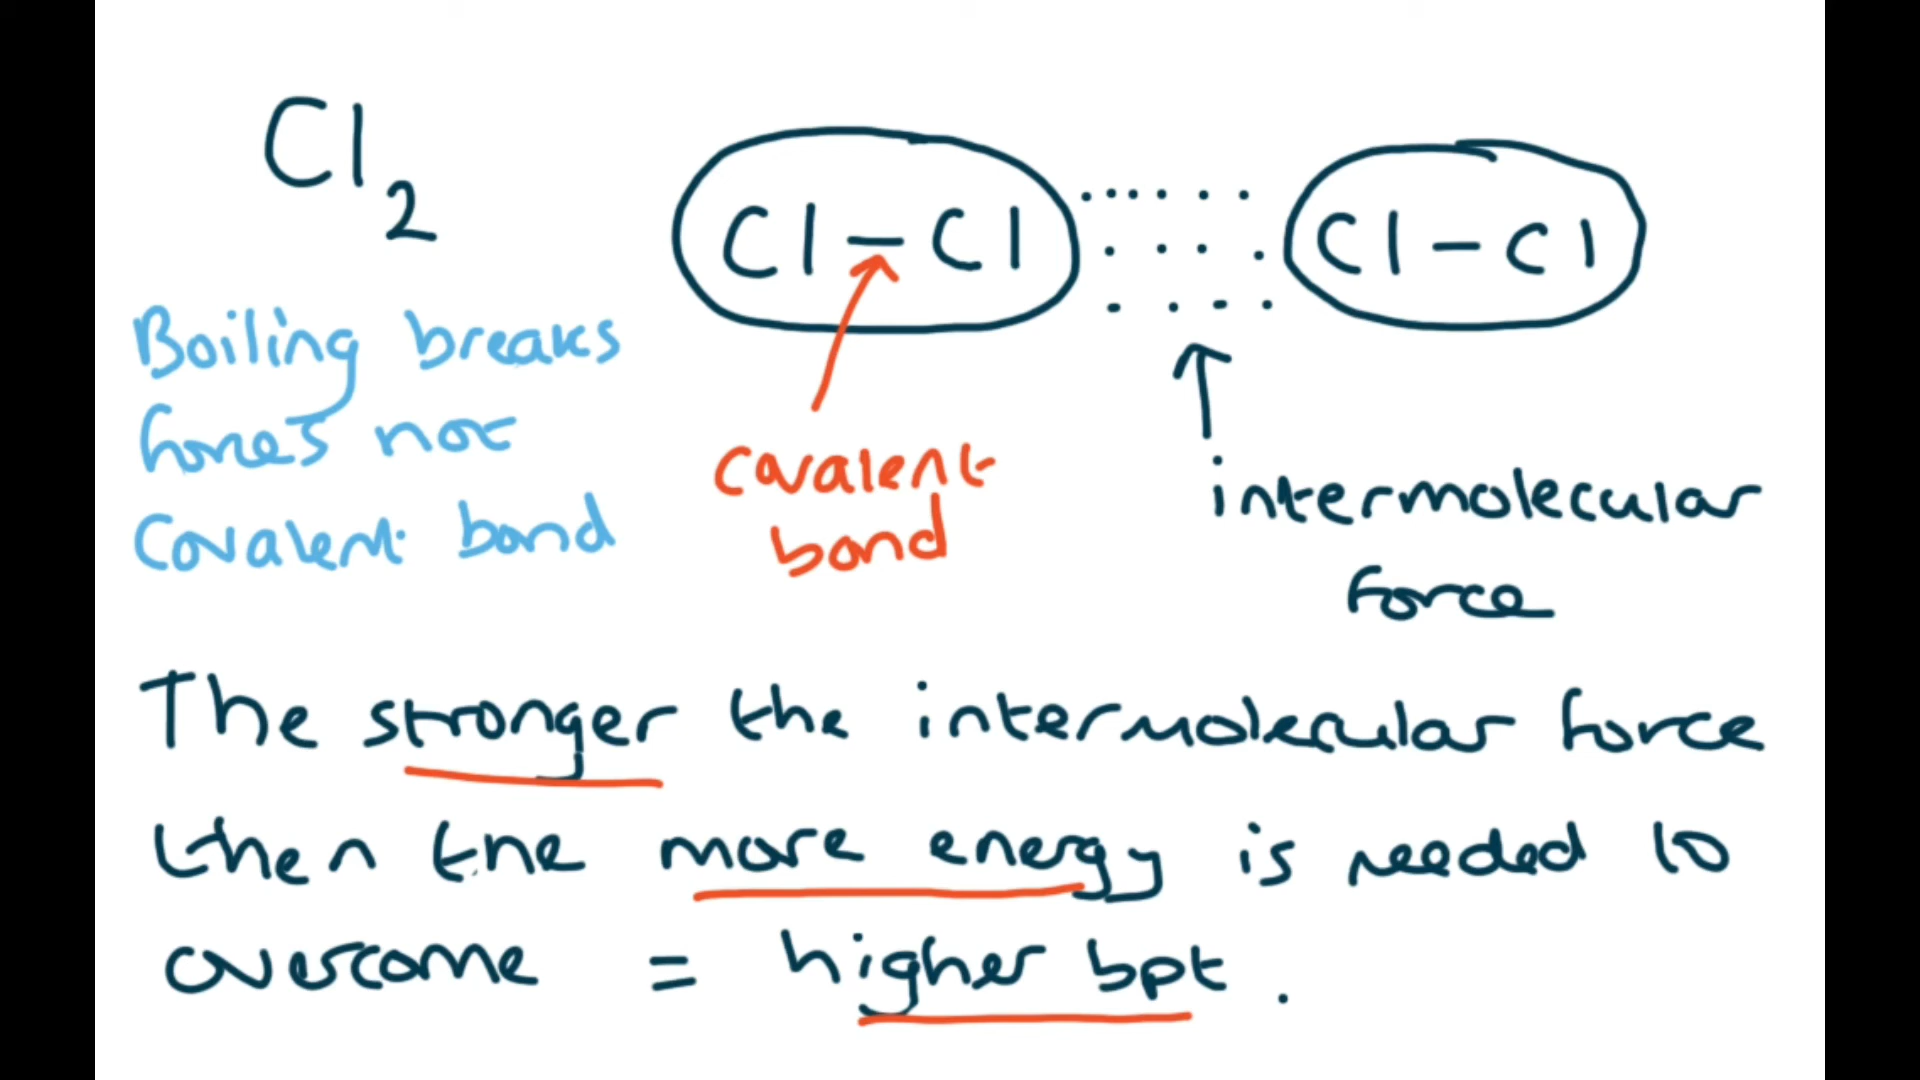 Cl2
Cl - Cl
Cl - Cl
Boiling breaks
forces not
covalent bond
covalent
bond
intermolecular
force
The stronger the intermolecular force
then the more energy is needed to
overcome = higher bpt.